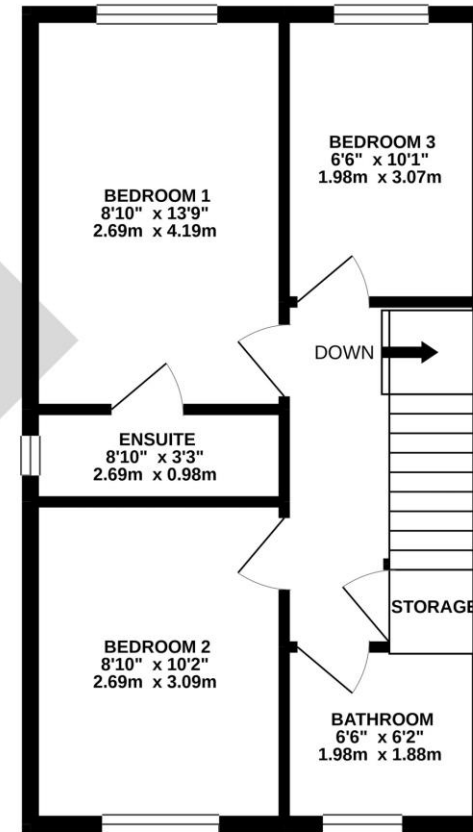 BEDROOM 1
8'10" x 13'9"
2.69m x 4.19m
BEDROOM 3
6'6" x 10'1"
1.98m x 3.07m
DOWN
ENSUITE
8'10" x 3'3"
2.69m x 0.98m
STORAGE
BEDROOM 2
8'10" x 10'2"
2.69m x 3.09m
BATHROOM
6'6" x 6'2"
1.98m x 1.88m